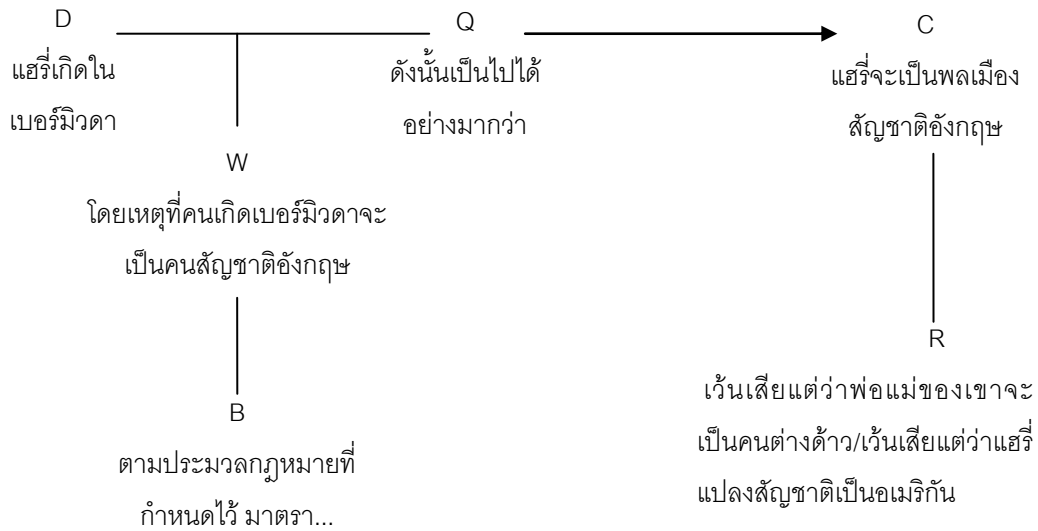 D
แฮรี่เกิดใน
เบอร์มิวดา
Q
ดังนั้นเป็นไปได้
อย่างมากว่า
C
แฮรี่จะเป็นพลเมือง
สัญชาติอังกฤษ
W
โดยเหตุที่คนเกิดเบอร์มิวดาจะ
เป็นคนสัญชาติอังกฤษ
B
ตามประมวลกฎหมายที่
กำหนดไว้ มาตรา...
R
เว้นเสียแต่ว่าพ่อแม่ของเขาจะ
เป็นคนต่างด้าว/เว้นเสียแต่ว่าแฮรี่
แปลงสัญชาติเป็นอเมริกัน